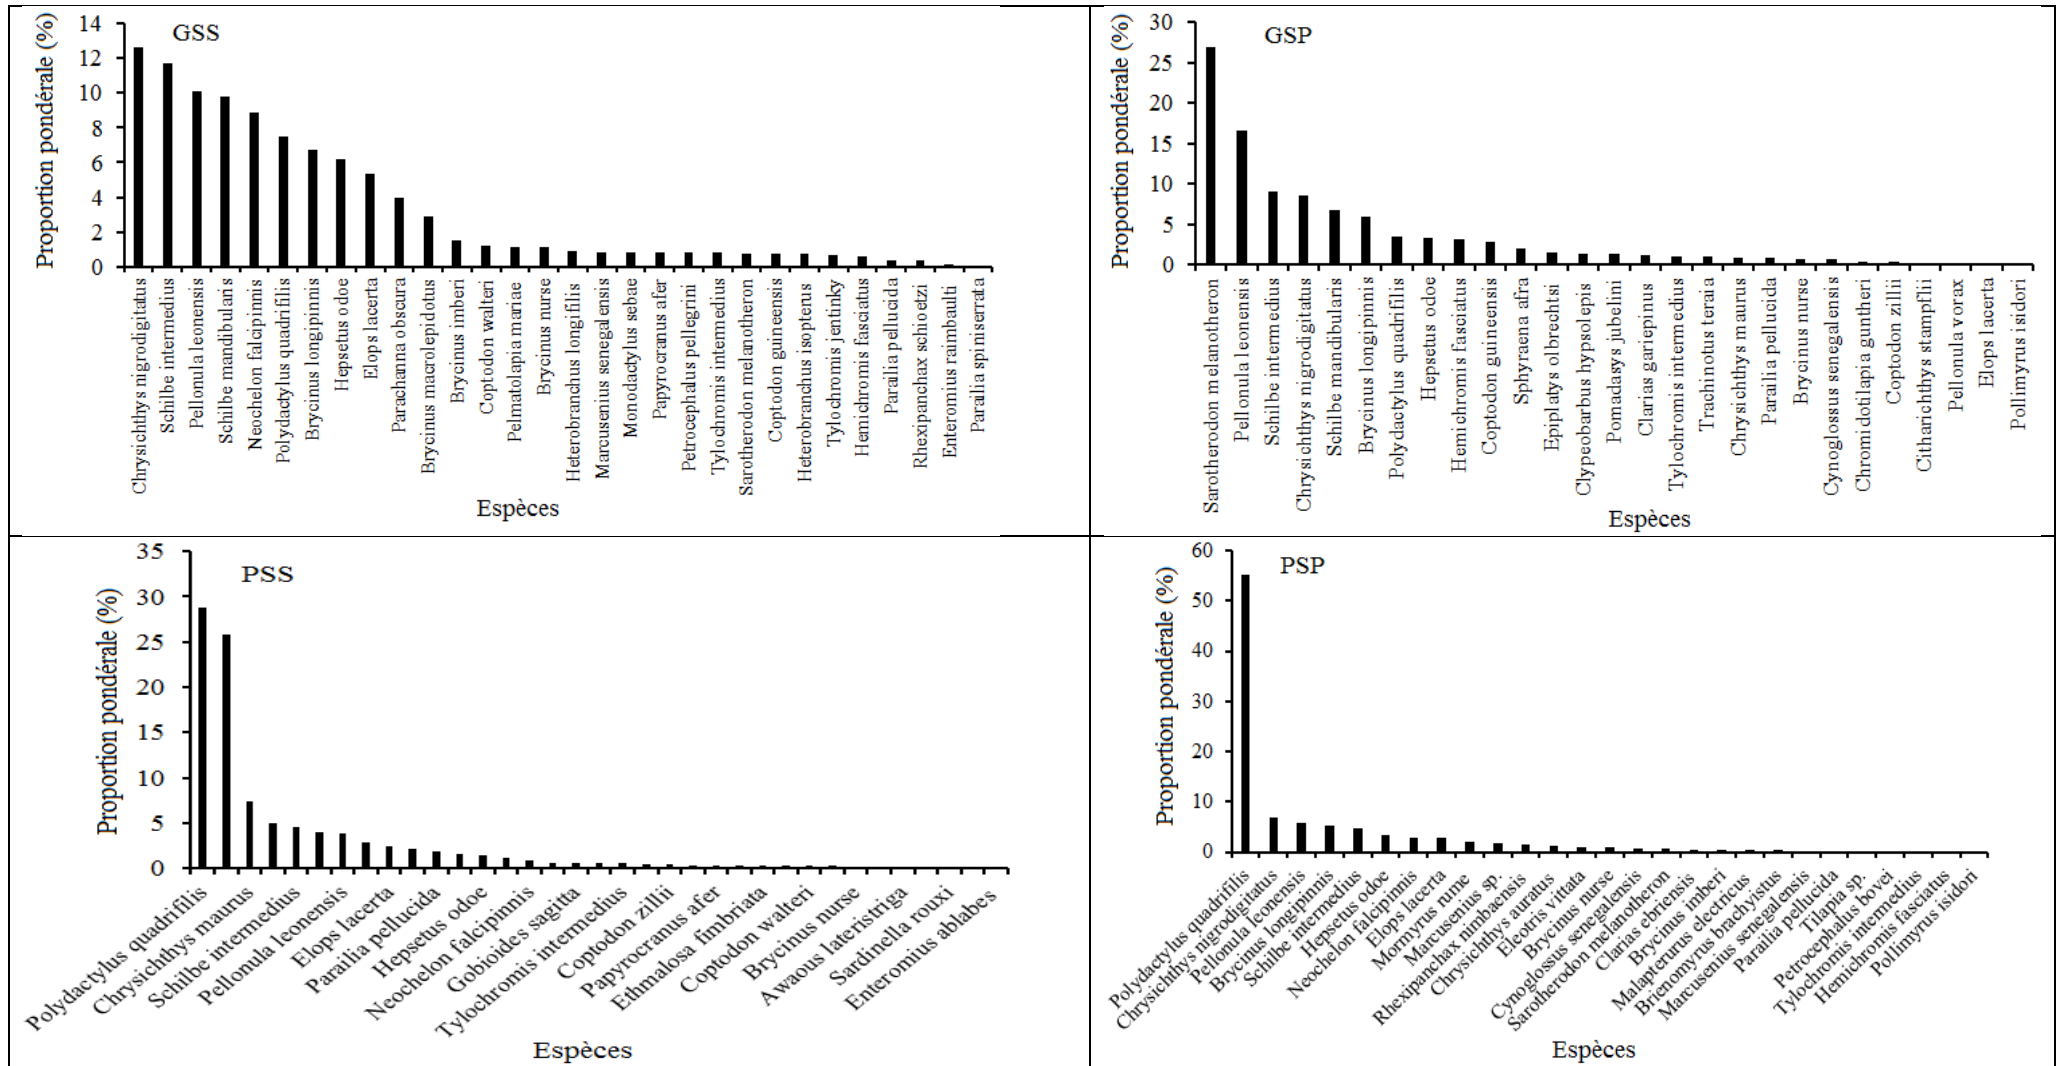 GSS
Proportion pondérale (%)
14
12
10
8
6
4
2
0
Chrysichthys nigrodigitatus
Schilbe intermedius
Pellonula leonensis
Schilbe mandibularis
Neochelon falcipinnis
Polydactylus quadrifilis
Brycinus longipinnis
Hepsetus odoe
Elops lacerta
Parachanna obscura
Brycinus macrolepidotus
Brycinus imberi
Coptodon walteri
Pelmatolapia mariae
Brycinus nurse
Heterobranchus longifilis
Marcusenius senegalensis
Monodactylus sebae
Papyrocranus afer
Petrocephalus pellegrini
Tylochromis intermedius
Sarotherodon melanotheron
Coptodon guineensis
Heterobranchus isopterus
Tylochromis jentinky
Hemichromis fasciatus
Parailia pellucida
Rhexipanchax schioetzi
Enteromius rainbaulti
Parailia spiniserrata
Espèces
GSP
Proportion pondérale (%)
30
25
20
15
10
5
0
Sarotherodon melanotheron
Pellonula leonensis
Schilbe intermedius
Chrysichthys nigrodigitatus
Schilbe mandibularis
Brycinus longipinnis
Polydactylus quadrifilis
Hepsetus odoe
Hemichromis fasciatus
Coptodon guineensis
Sphyraena afra
Epiplatys olbrechtsi
Clypeobarbus hypsolepis
Pomadasys jubelini
Clarias gariepinus
Tylochromis intermedius
Trachinotus teraia
Chrysichthys maurus
Parailia pellucida
Brycinus nurse
Cynoglossus senegalensis
Chromidotilapia guntheri
Coptodon zillii
Citharichthys stampflii
Pellonula vorax
Elops lacerta
Pollimyrus isidori
Espèces
PSS
Proportion pondérale (%)
35
30
25
20
15
10
5
0
Polydactylus quadrifilis
Chrysichthys maurus
Schilbe intermedius
Pellonula leonensis
Elops lacerta
Parailia pellucida
Hepsetus odoe
Neochelon falcipinnis
Gobioides sagitta
Tylochromis intermedius
Coptodon zillii
Papyrocranus afer
Ethmalosa fimbriata
Coptodon walteri
Brycinus nurse
Awaous lateristriga
Sardinella rouxi
Enteromius ablabes
Espèces
PSP
Proportion pondérale (%)
60
50
40
30
20
10
0
Polydactylus quadrifilis
Chrysichthys nigrodigitatus
Pellonula leonensis
Brycinus longipinnis
Schilbe intermedius
Hepsetus odoe
Neochelon falcipinnis
Elops lacerta
Mormyrus rume
Marcusenius sp.
Rhexipanchax nimbaensis
Chrysichthys auratus
Eleotris vittata
Brycinus nurse
Cynoglossus senegalensis
Sarotherodon melanotheron
Clarias ebriensis
Brycinus imberi
Malapterurus electricus
Brienomyrus brachyistus
Marcusenius senegalensis
Parailia pellucida
Tilapia sp.
Petrocephalus bovei
Tylochromis intermedius
Hemichromis fasciatus
Pollimyrus isidori
Espèces